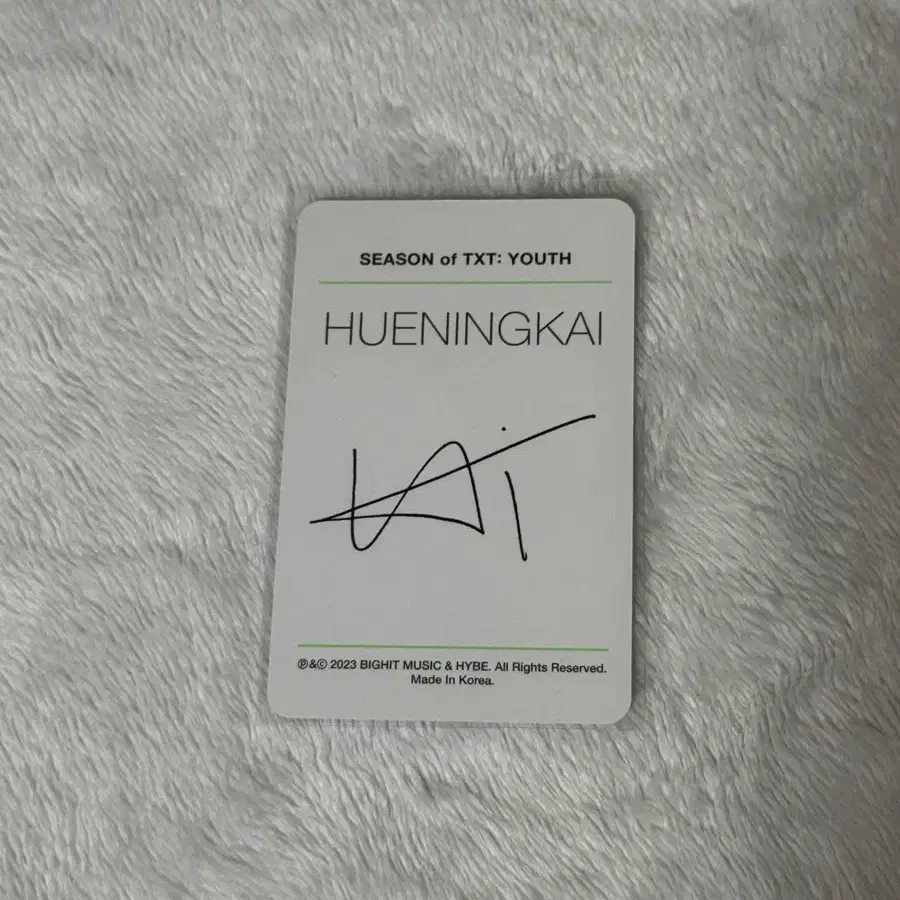 SEASON of TXT: YOUTH
HUENINGKAI
Kai
℗&© 2023 BIGHIT MUSIC & HYBE. All Rights Reserved.
Made In Korea.